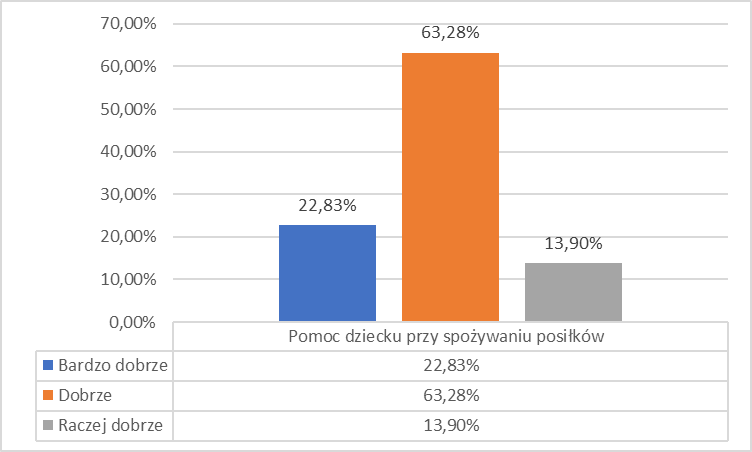 70,00%
63,28%
60,00%
50,00%
40,00%
30,00%
22,83%
20,00%
13,90%
10,00%
0,00%
Pomoc dziecku przy spożywaniu posiłków
Bardzo dobrze 22,83%
Dobrze 63,28%
Raczej dobrze 13,90%